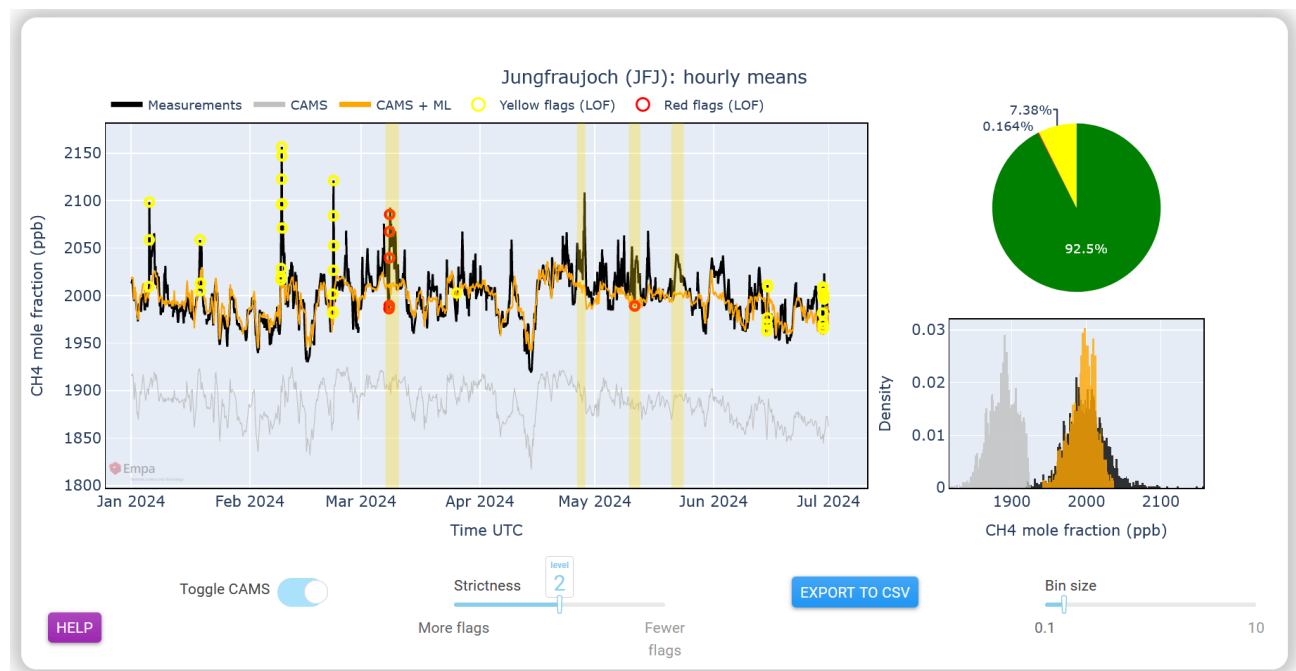 Jungfraujoch (JFJ): hourly means
Measurements CAMS CAMS + ML Yellow flags (LOF) Red flags (LOF)
CH4 mole fraction (ppb)
2150
2100
2050
2000
1950
1900
1850
1800
Empa
Jan 2024 Feb 2024 Mar 2024 Apr 2024 May 2024 Jun 2024 Jul 2024
Time UTC
7.38%
0.164%
92.5%
Density
0.03
0.02
0.01
0
1900 2000 2100
CH4 mole fraction (ppb)
Toggle CAMS
Strictness
level
2
More flags
Fewer
flags
EXPORT TO CSV
Bin size
0.1 10
HELP